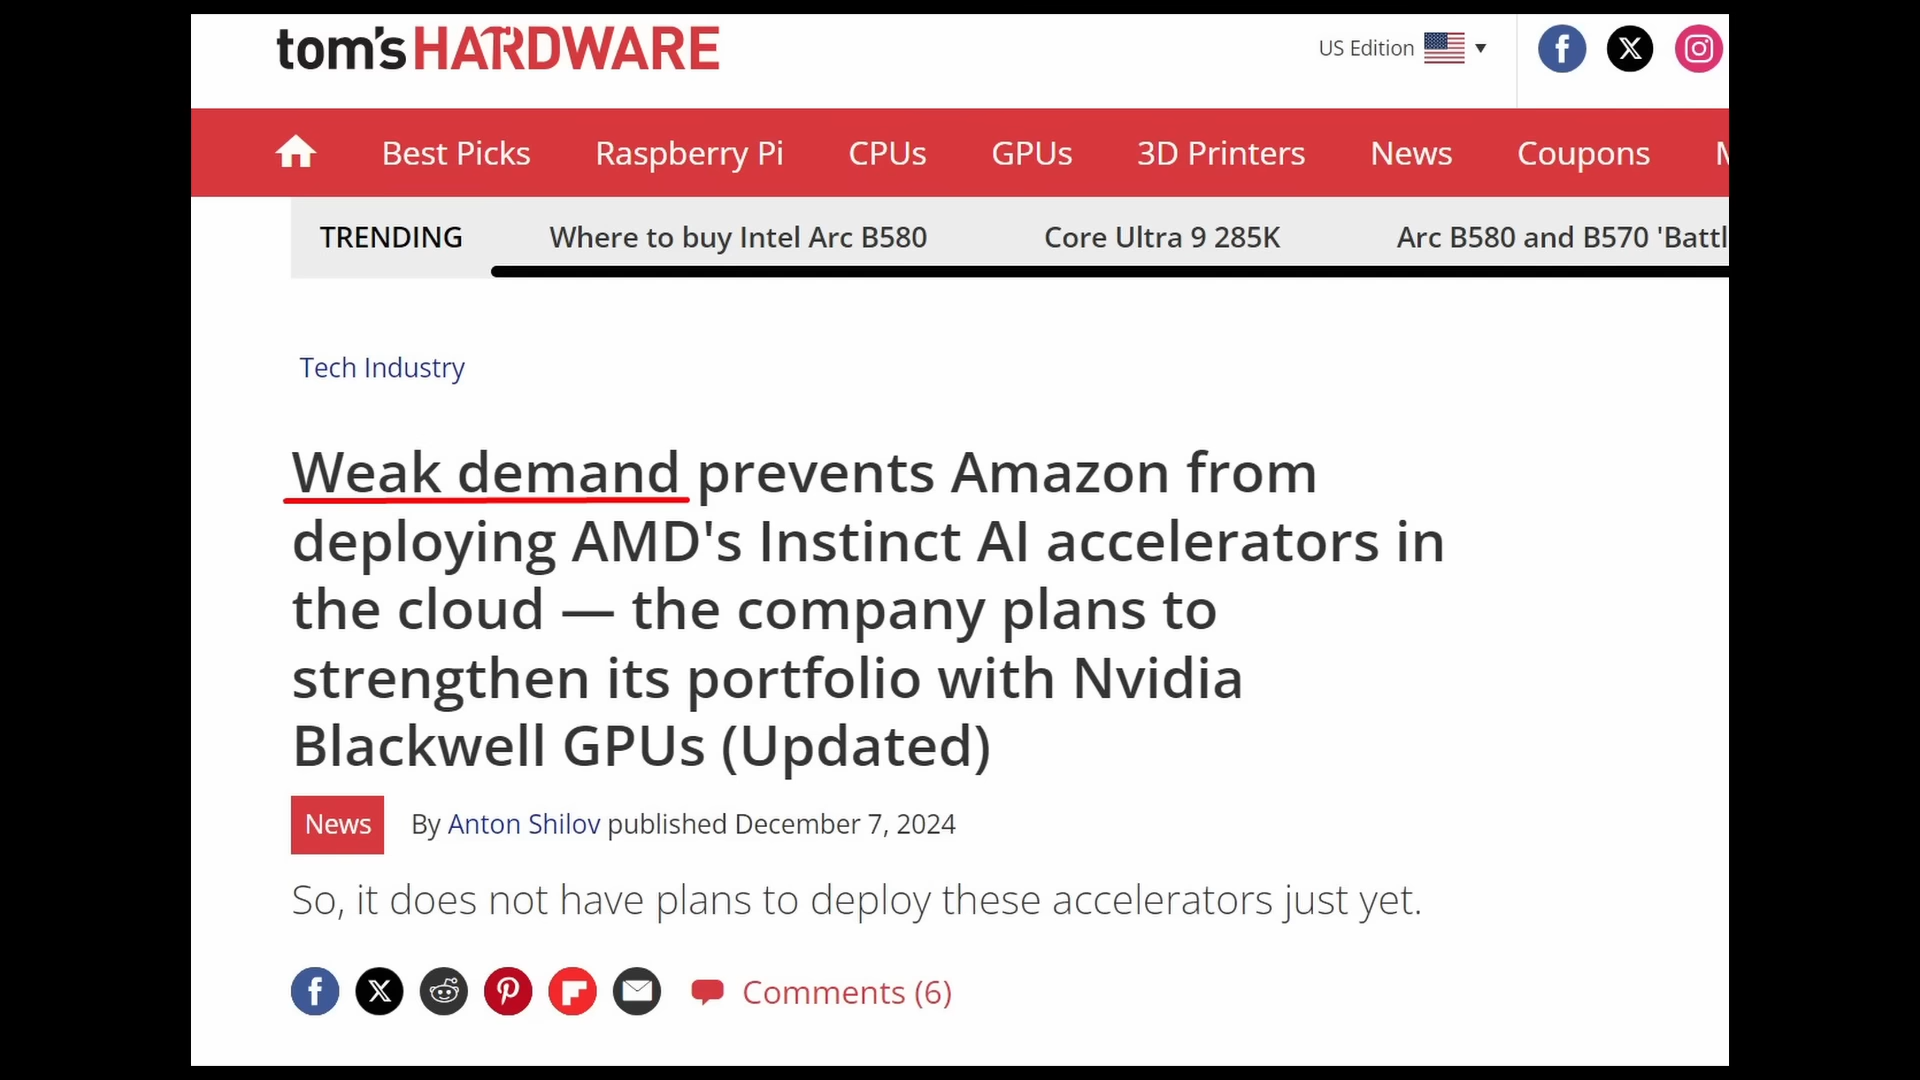 tom's HARDWARE
US Edition
Best Picks Raspberry Pi CPUs GPUs 3D Printers News Coupons
TRENDING Where to buy Intel Arc B580 Core Ultra 9 285K Arc B580 and B570 'Battl
Tech Industry
Weak demand prevents Amazon from
deploying AMD's Instinct AI accelerators in
the cloud — the company plans to
strengthen its portfolio with Nvidia
Blackwell GPUs (Updated)
News By Anton Shilov published December 7, 2024
So, it does not have plans to deploy these accelerators just yet.
Comments (6)